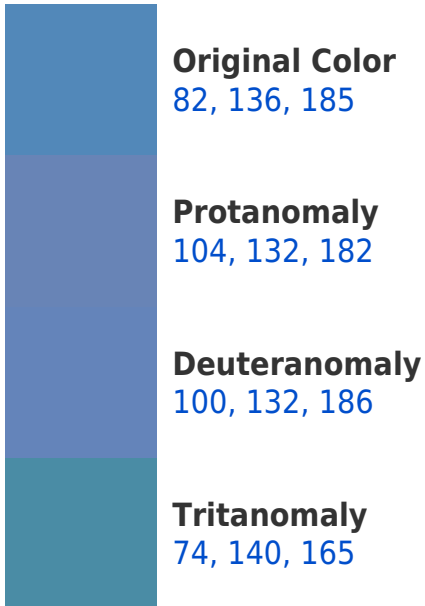 Original Color
82, 136, 185
Protanomaly
104, 132, 182
Deuteranomaly
100, 132, 186
Tritanomaly
74, 140, 165